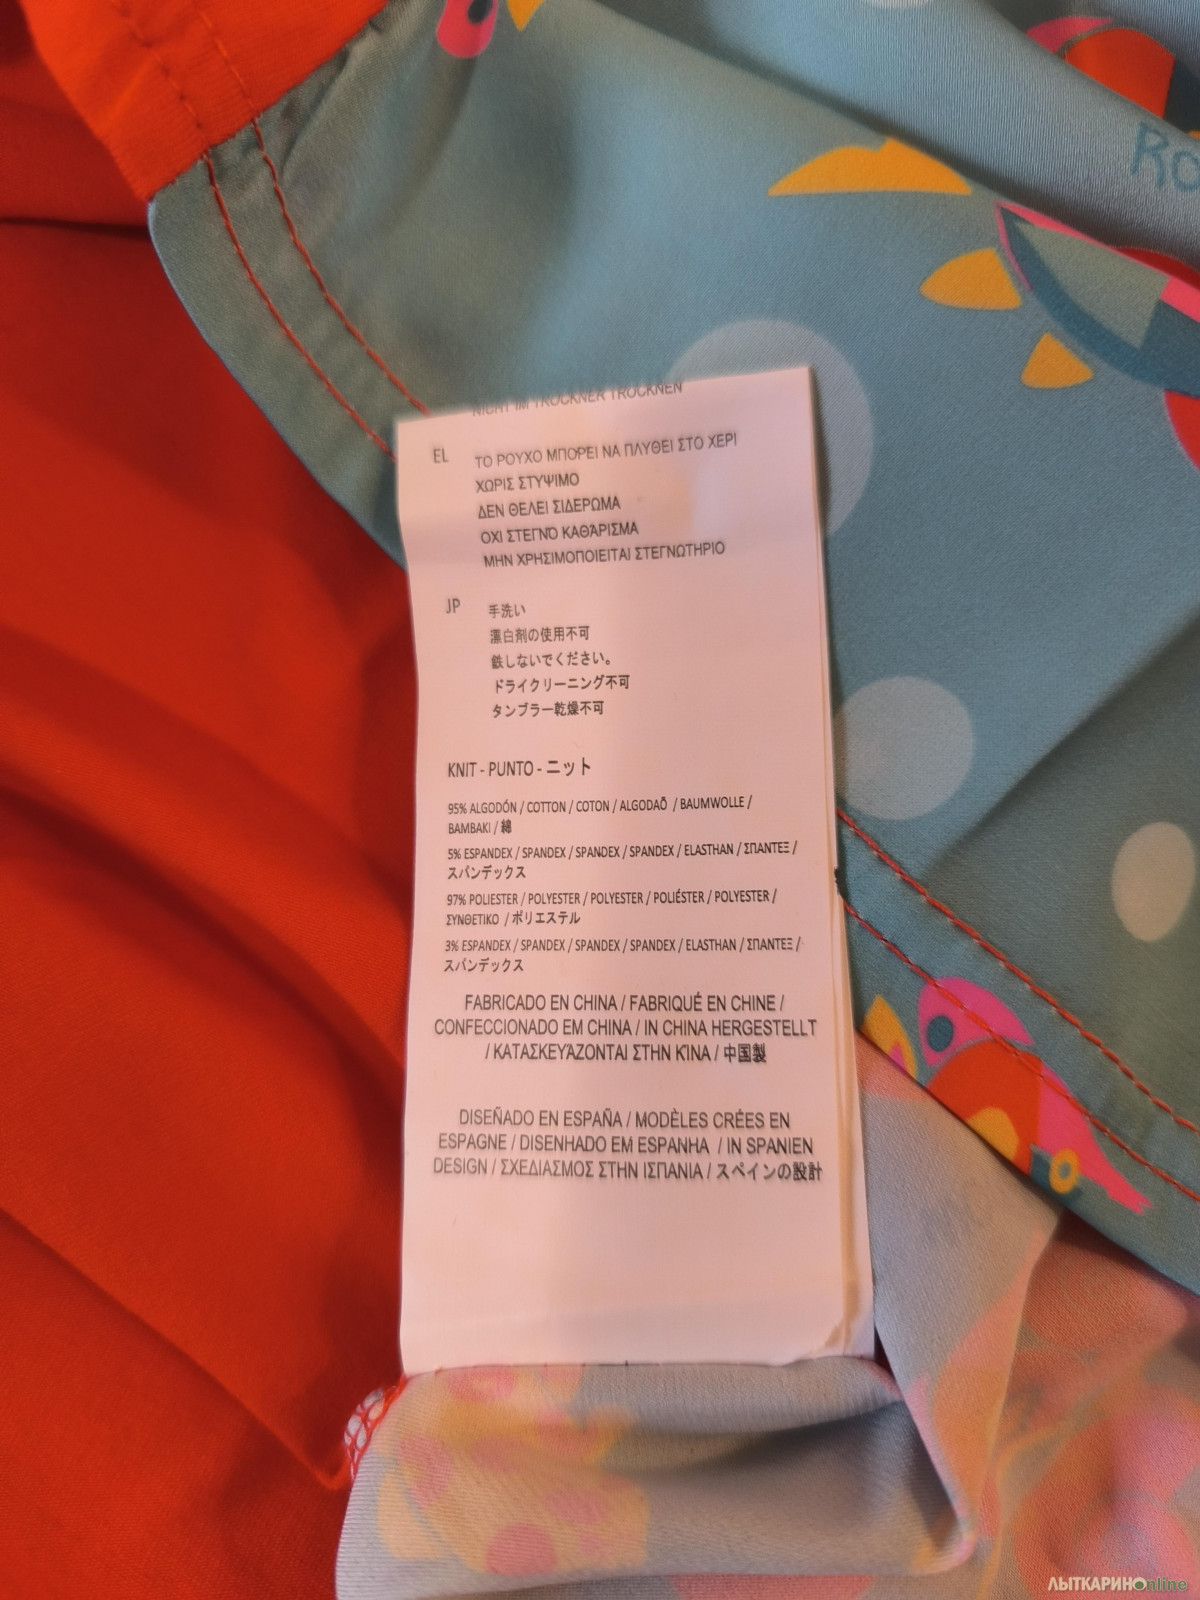 NICHT IM TROCKNER TROCKNEN
EL ΤΟ ΡΟΥΧΟ ΜΠΟΡΕΙ ΝΑ ΠΛΥΘΕΙ ΣΤΟ ΧΕΡΙ
ΧΩΡΙΣ ΣΤΥΨΙΜΟ
ΔΕΝ ΘΕΛΕΙ ΣΙΔΕΡΩΜΑ
ΟΧΙ ΣΤΕΓΝΌ ΚΑΘΆΡΙΣΜΑ
ΜΗΝ ΧΡΗΣΙΜΟΠΟΙΕΙΤΑΙ ΣΤΕΓΝΩΤΗΡΙΟ
JP 手洗い
漂白剤の使用不可
鉄しないでください。
ドライクリーニング不可
タンブラー乾燥不可
KNIT - PUNTO - ニット
95% ALGODÓN / COTTON / COTON / ALGODAÕ / BAUMWOLLE /
BAMBAKI / 綿
5% ESPANDEX / SPANDEX / SPANDEX / SPANDEX / ELASTHAN / ΣΠΑΝΤΕΞ /
スパンデックス
97% POLIESTER / POLYESTER / POLYESTER / POLIÉSTER / POLYESTER /
ΣΥΝΘΕΤΙΚΟ / ポリエステル
3% ESPANDEX / SPANDEX / SPANDEX / SPANDEX / ELASTHAN / ΣΠΑΝΤΕΞ /
スパンデックス
FABRICADO EN CHINA / FABRIQUÉ EN CHINE /
CONFECCIONADO EM CHINA / IN CHINA HERGESTELLT
/ ΚΑΤΑΣΚΕΥΆΖΟΝΤΑΙ ΣΤΗΝ ΚΊΝΑ / 中国製
DISEÑADO EN ESPAÑA / MODÈLES CRÉES EN
ESPAGNE / DISENHADO EM ESPANHA / IN SPANIEN
DESIGN / ΣΧΕΔΙΑΣΜΟΣ ΣΤΗΝ ΙΣΠΑΝΙΑ / スペインの設計
ЛЫТКАРИНОonline